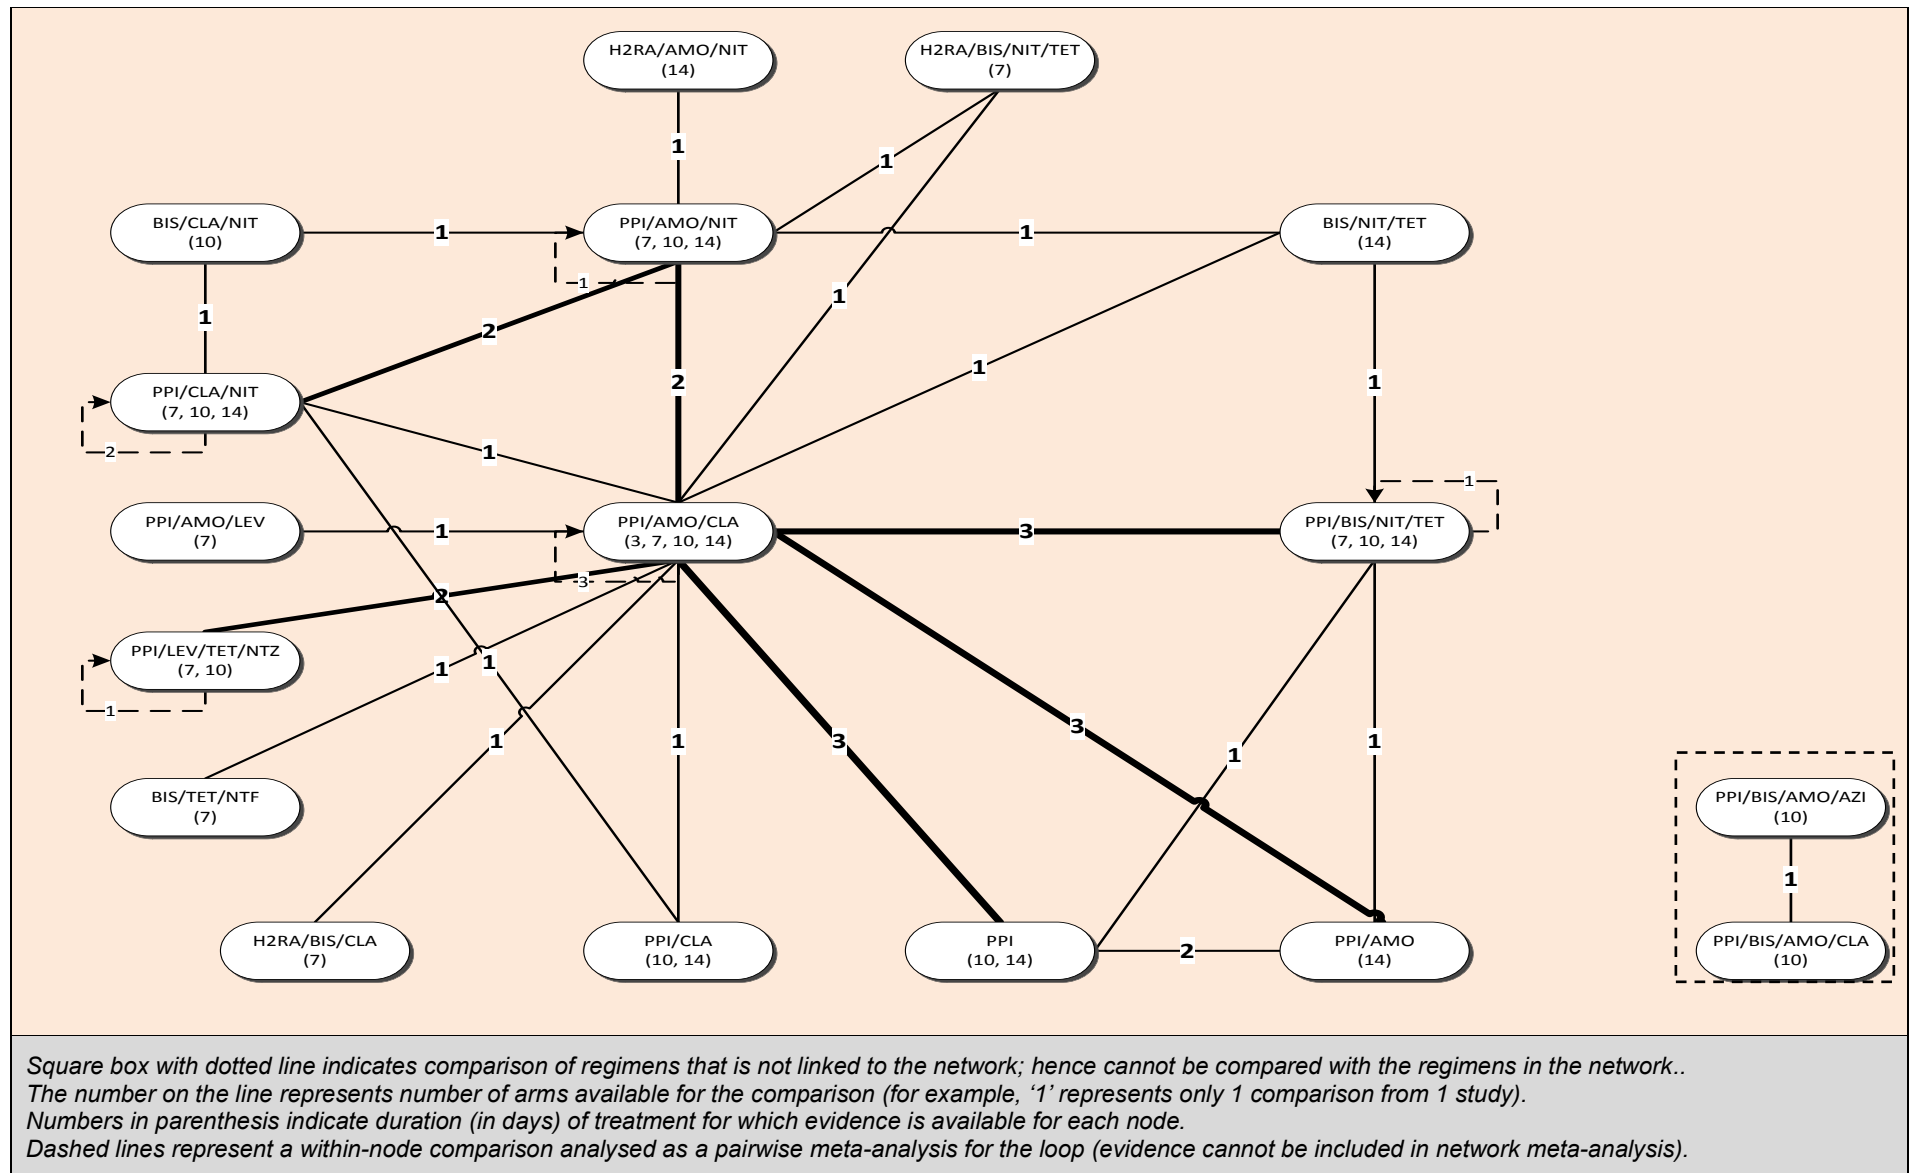 H2RA/AMO/NIT
(14)
H2RA/BIS/NIT/TET
(7)
1
1
BIS/CLA/NIT
(10)
1
PPI/AMO/NIT
(7, 10, 14)
1
BIS/NIT/TET
(14)
1
1
1
2
1
2
1
1
PPI/CLA/NIT
(7, 10, 14)
2
1
PPI/AMO/LEV
(7)
1
PPI/AMO/CLA
(3, 7, 10, 14)
3
PPI/BIS/NIT/TET
(7, 10, 14)
1
3
2
PPI/LEV/TET/NTZ
(7, 10)
1
1
1
1
1
3
3
1
1
BIS/TET/NTF
(7)
PPI/BIS/AMO/AZI
(10)
1
H2RA/BIS/CLA
(7)
PPI/CLA
(10, 14)
PPI
(10, 14)
2
PPI/AMO
(14)
PPI/BIS/AMO/CLA
(10)
Square box with dotted line indicates comparison of regimens that is not linked to the network; hence cannot be compared with the regimens in the network..
The number on the line represents number of arms available for the comparison (for example, ‘1’ represents only 1 comparison from 1 study).
Numbers in parenthesis indicate duration (in days) of treatment for which evidence is available for each node.
Dashed lines represent a within-node comparison analysed as a pairwise meta-analysis for the loop (evidence cannot be included in network meta-analysis).